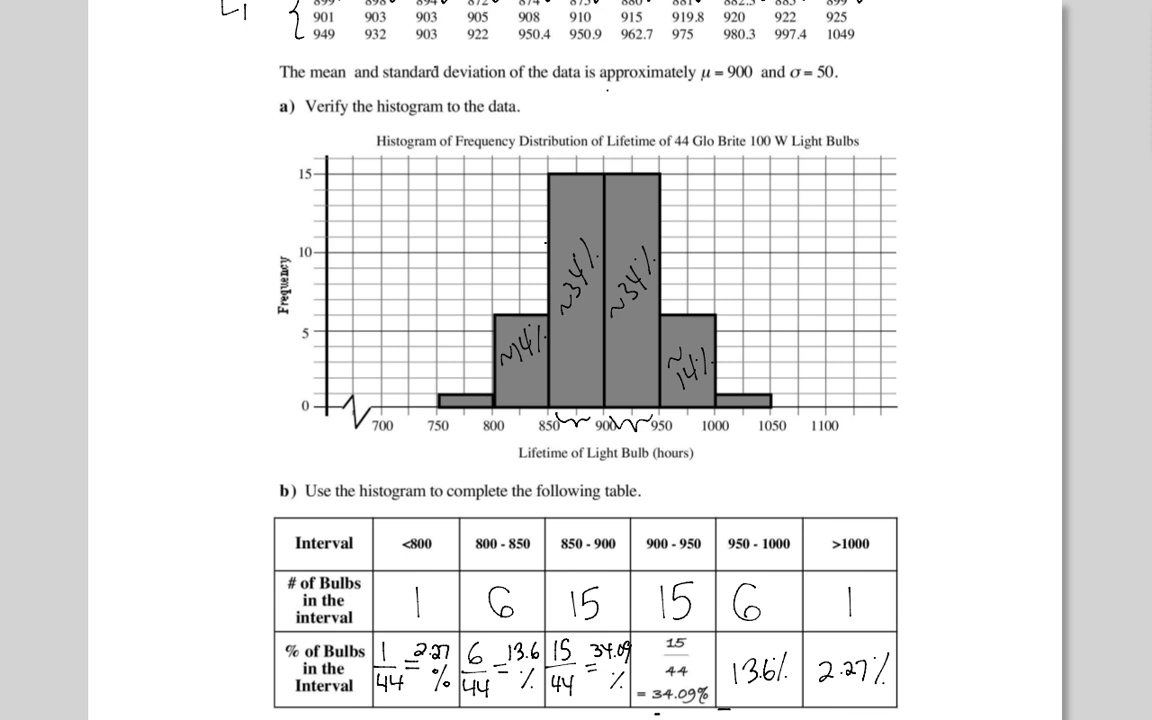 901 903 903 905 908 910 915 919.8 920 922 925
949 932 903 922 950.4 950.9 962.7 975 980.3 997.4 1049
The mean and standard deviation of the data is approximately μ = 900 and σ = 50.
a) Verify the histogram to the data.
Histogram of Frequency Distribution of Lifetime of 44 Glo Brite 100 W Light Bulbs
15
10
5
0
Frequency
~14%
~34%
~34%
~14%
700 750 800 850 900 950 1000 1050 1100
Lifetime of Light Bulb (hours)
b) Use the histogram to complete the following table.
Interval <800 800 - 850 850 - 900 900 - 950 950 - 1000 >1000
# of Bulbs in the interval 1 6 15 15 6 1
% of Bulbs in the Interval 1/44 = 2.27% 6/44 = 13.6% 15/44 = 34.09% 15/44 = 34.09% 13.6% 2.27%